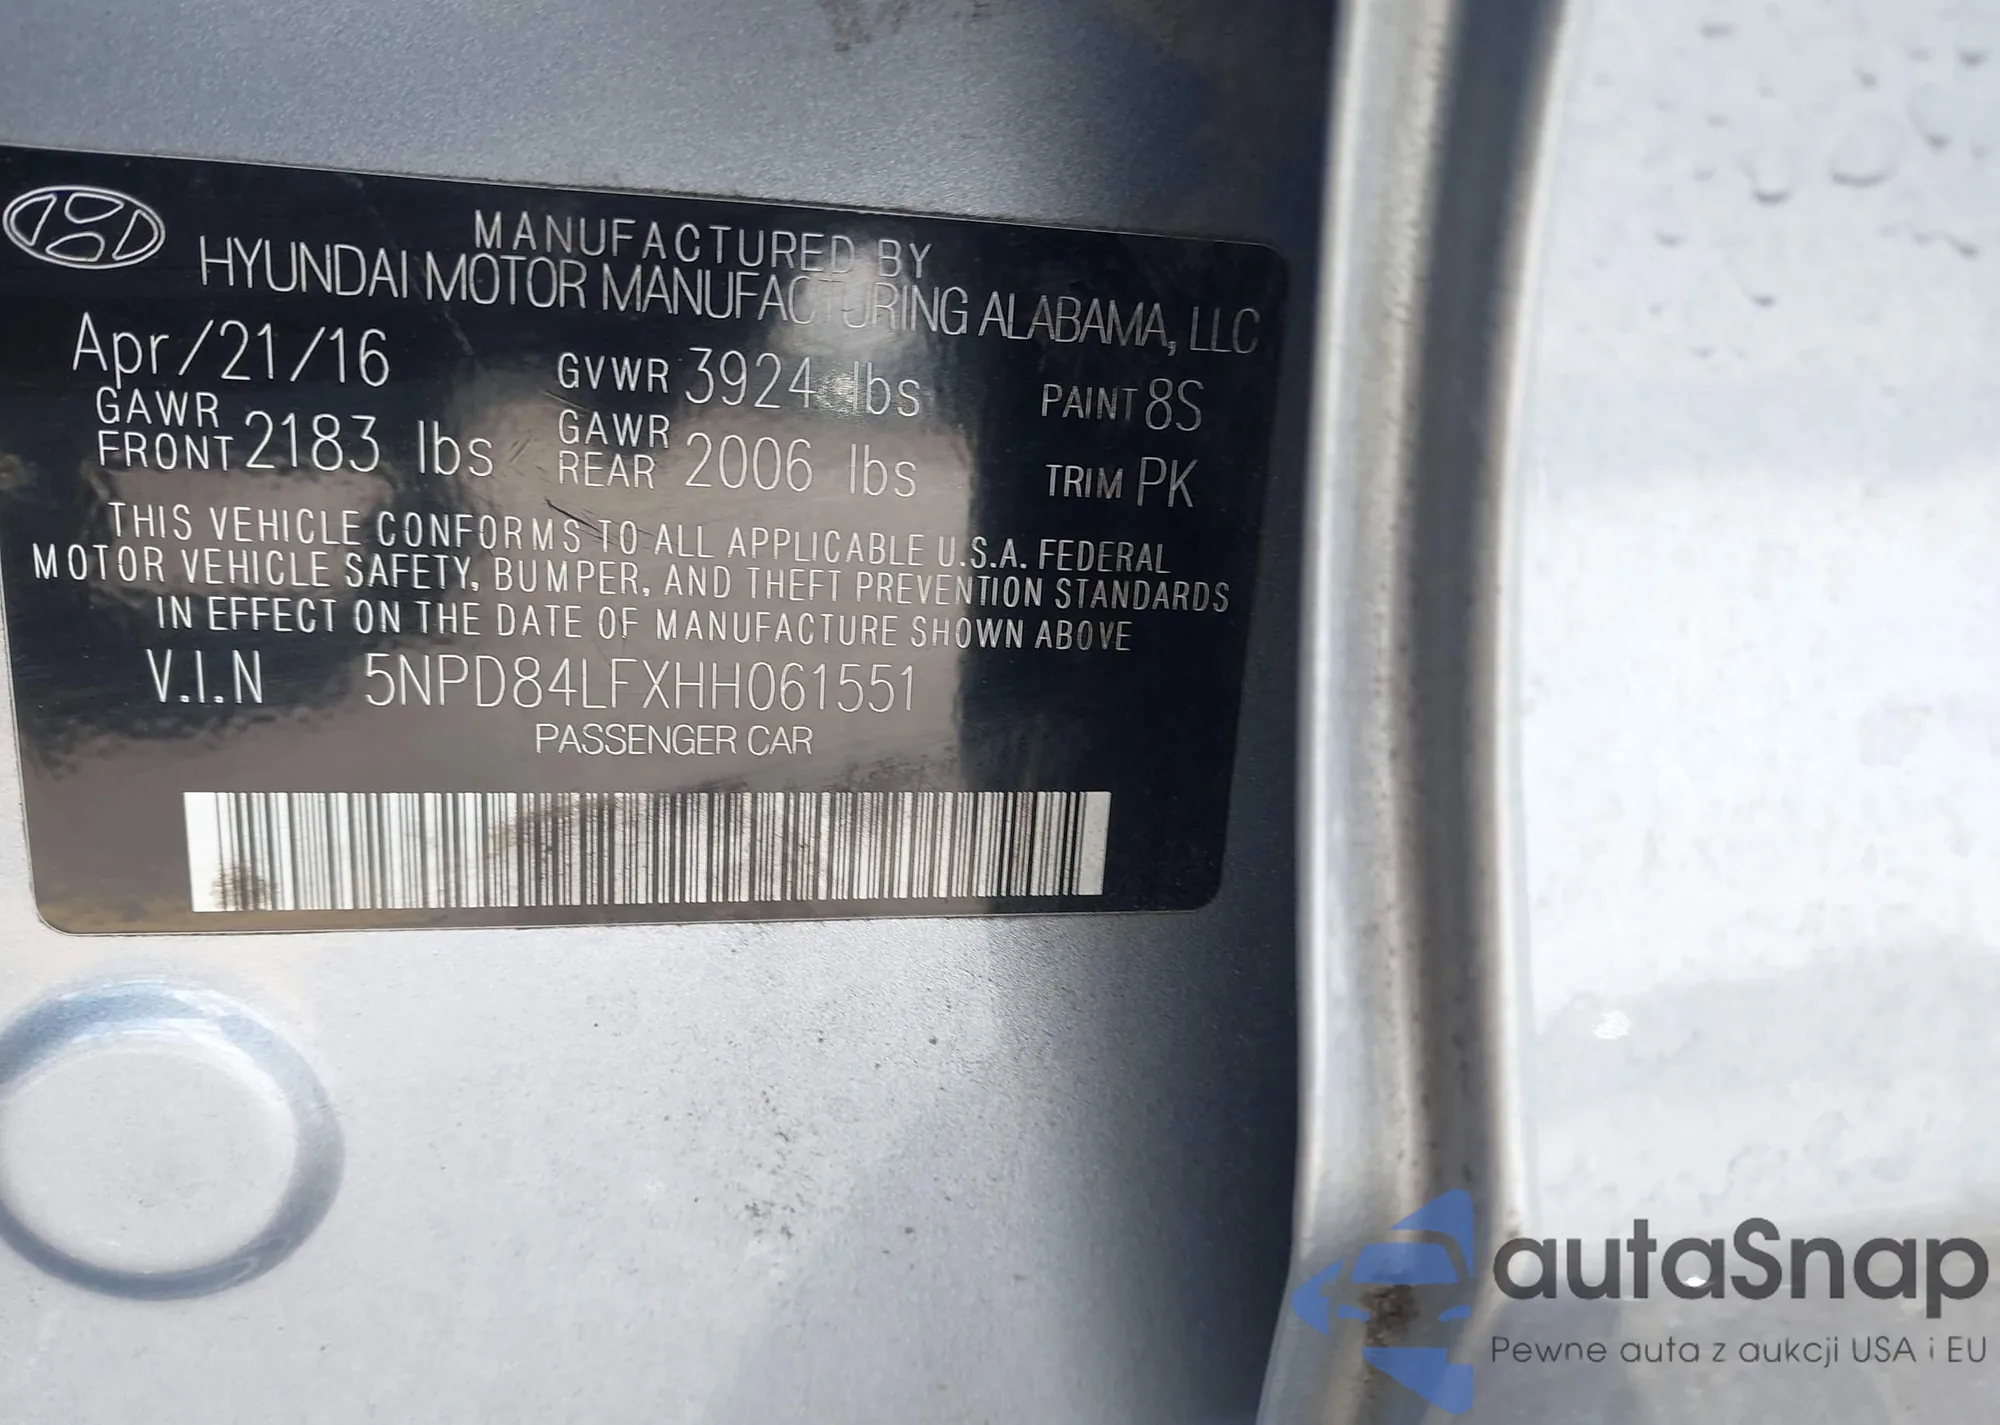 MANUFACTURED BY
HYUNDAI MOTOR MANUFACTURING ALABAMA, LLC
Apr/21/16 GVWR 3924 lbs PAINT 8S
GAWR FRONT 2183 lbs GAWR REAR 2006 lbs TRIM PK
THIS VEHICLE CONFORMS TO ALL APPLICABLE U.S.A. FEDERAL
MOTOR VEHICLE SAFETY, BUMPER, AND THEFT PREVENTION STANDARDS
IN EFFECT ON THE DATE OF MANUFACTURE SHOWN ABOVE
V.I.N 5NPD84LFXHH061551
PASSENGER CAR
autaSnap
Pewne auta z aukcji USA i EU